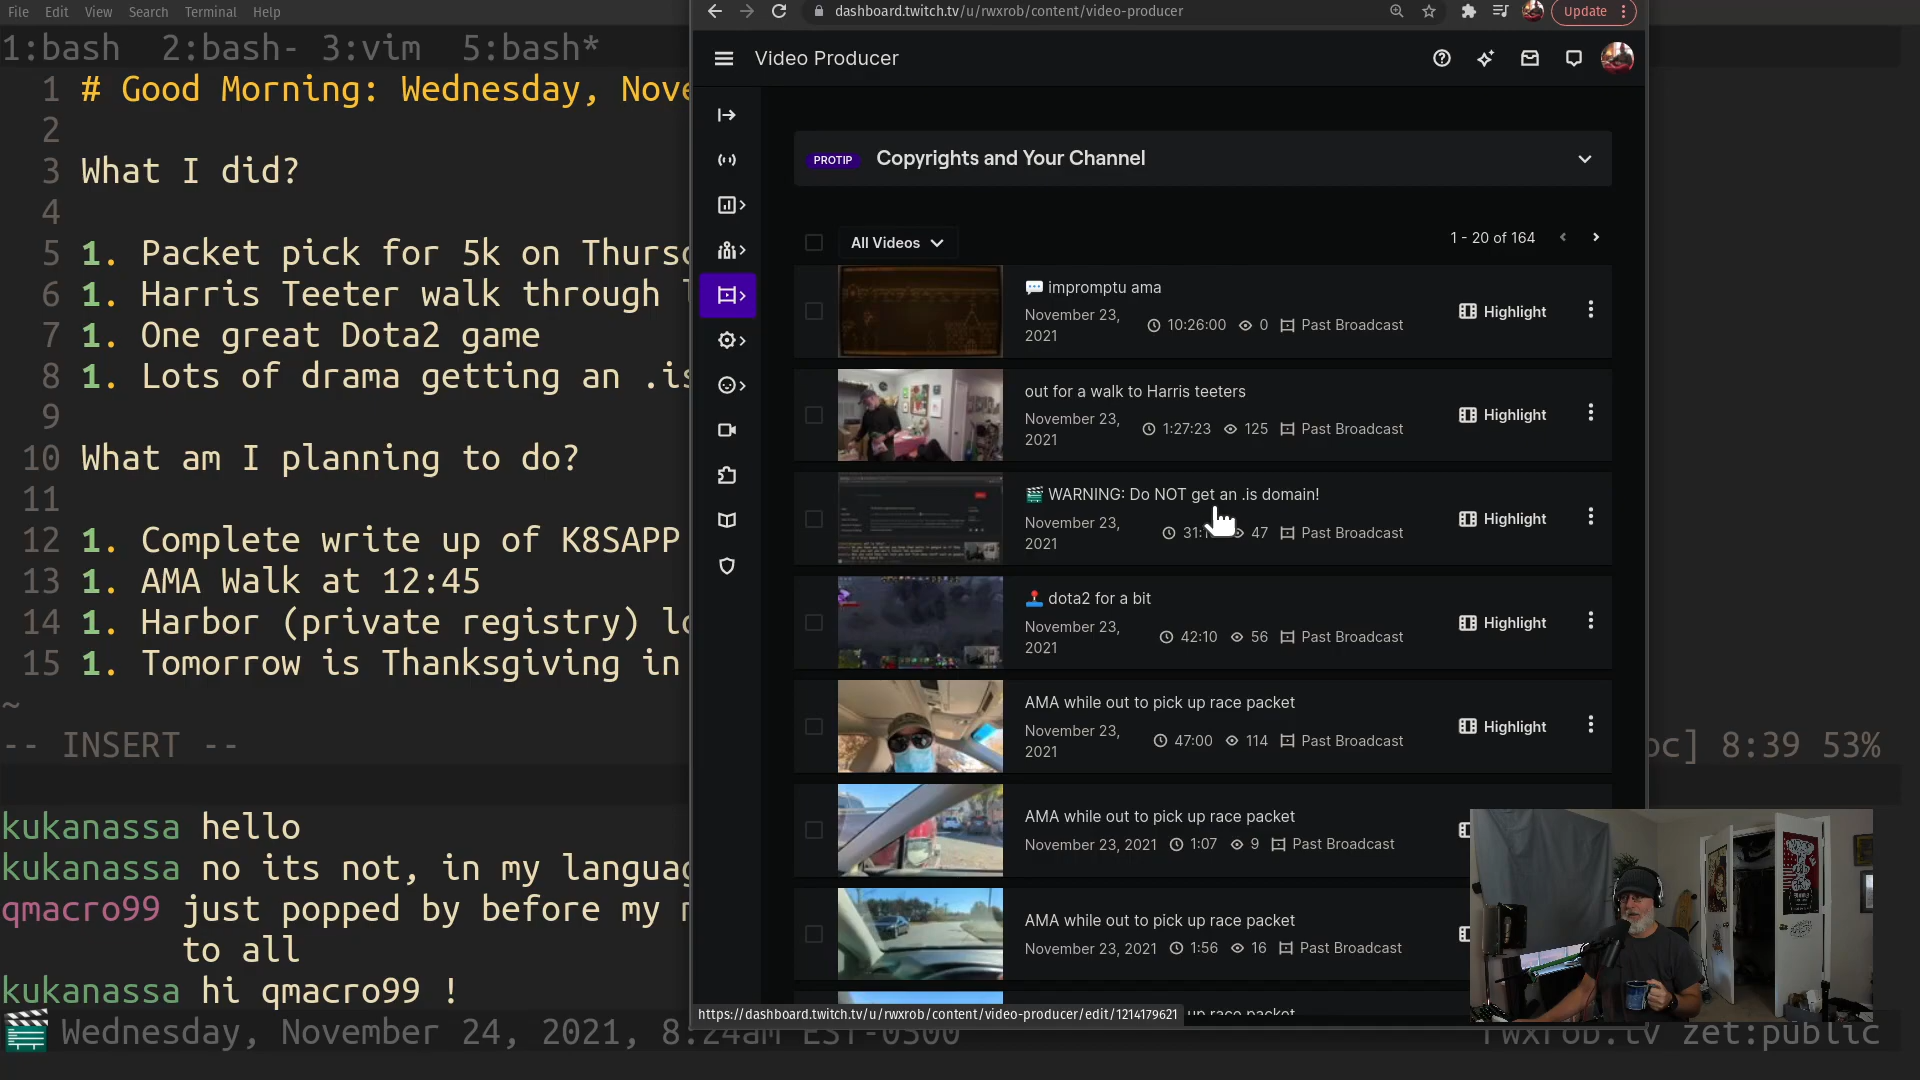 File Edit View Search Terminal Help
1:bash 2:bash- 3:vim 5:bash*
1 # Good Morning: Wednesday, Nove
2
3 What I did?
4
5 1. Packet pick for 5k on Thurs
6 1. Harris Teeter walk through
7 1. One great Dota2 game
8 1. Lots of drama getting an .is
9
10 What am I planning to do?
11
12 1. Complete write up of K8SAPP
13 1. AMA Walk at 12:45
14 1. Harbor (private registry) lo
15 1. Tomorrow is Thanksgiving in
~
-- INSERT --
oc] 8:39 53%
kukanassa hello
kukanassa no its not, in my languag
qmacro99 just popped by before my
to all
kukanassa hi qmacro99 !
Wednesday, November 24, 2021, 8:24am EST-0500
rwxrob.tv zet:public
dashboard.twitch.tv/u/rwxrob/content/video-producer
Update
Video Producer
PROTIP Copyrights and Your Channel
All Videos
1 - 20 of 164
💬 impromptu ama
November 23, 2021
10:26:00 0 Past Broadcast
Highlight
out for a walk to Harris teeters
November 23, 2021
1:27:23 125 Past Broadcast
Highlight
🎬 WARNING: Do NOT get an .is domain!
November 23, 2021
31: 47 Past Broadcast
Highlight
🕹️ dota2 for a bit
November 23, 2021
42:10 56 Past Broadcast
Highlight
AMA while out to pick up race packet
November 23, 2021
47:00 114 Past Broadcast
Highlight
AMA while out to pick up race packet
November 23, 2021 1:07 9 Past Broadcast
AMA while out to pick up race packet
November 23, 2021 1:56 16 Past Broadcast
up race packet
https://dashboard.twitch.tv/u/rwxrob/content/video-producer/edit/1214179621